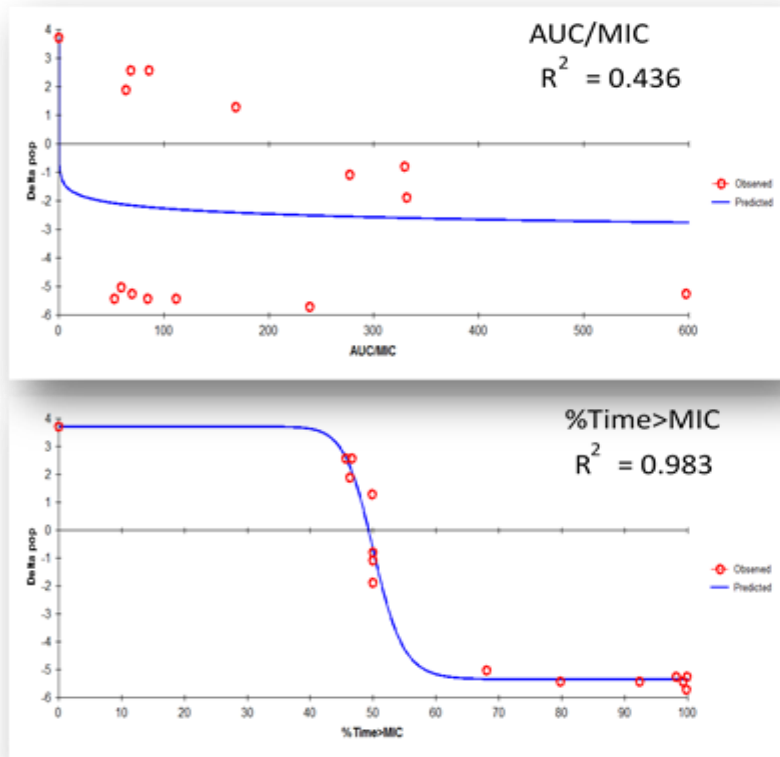 AUC/MIC
R² = 0.436
4
3
2
1
0
-1
-2
-3
-4
-5
-6
Delta pop
0 100 200 300 400 500 600
AUC/MIC
Observed
Predicted
%Time>MIC
R² = 0.983
4
3
2
1
0
-1
-2
-3
-4
-5
-6
Delta pop
0 10 20 30 40 50 60 70 80 90 100
%Time>MIC
Observed
Predicted